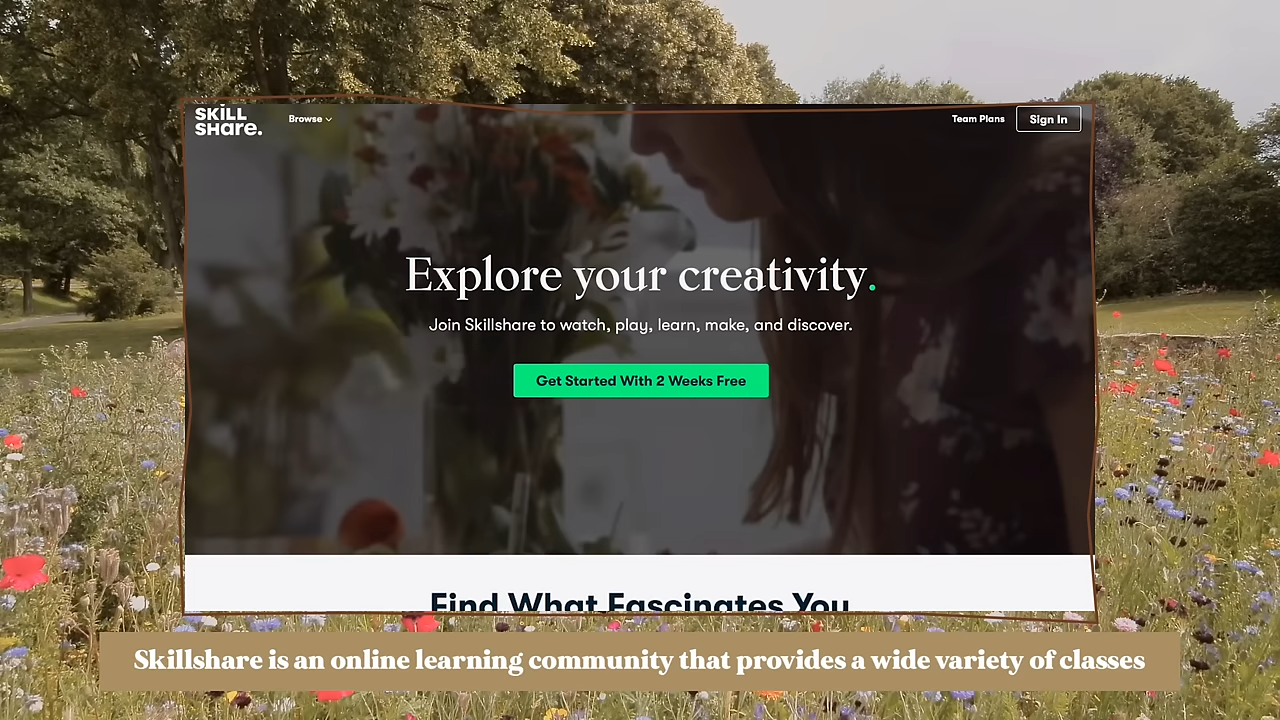 SKILL
SHare.
Browse
Team Plans
Sign In
Explore your creativity.
Join Skillshare to watch, play, learn, make, and discover.
Get Started With 2 Weeks Free
Find What Fascinates You
Skillshare is an online learning community that provides a wide variety of classes